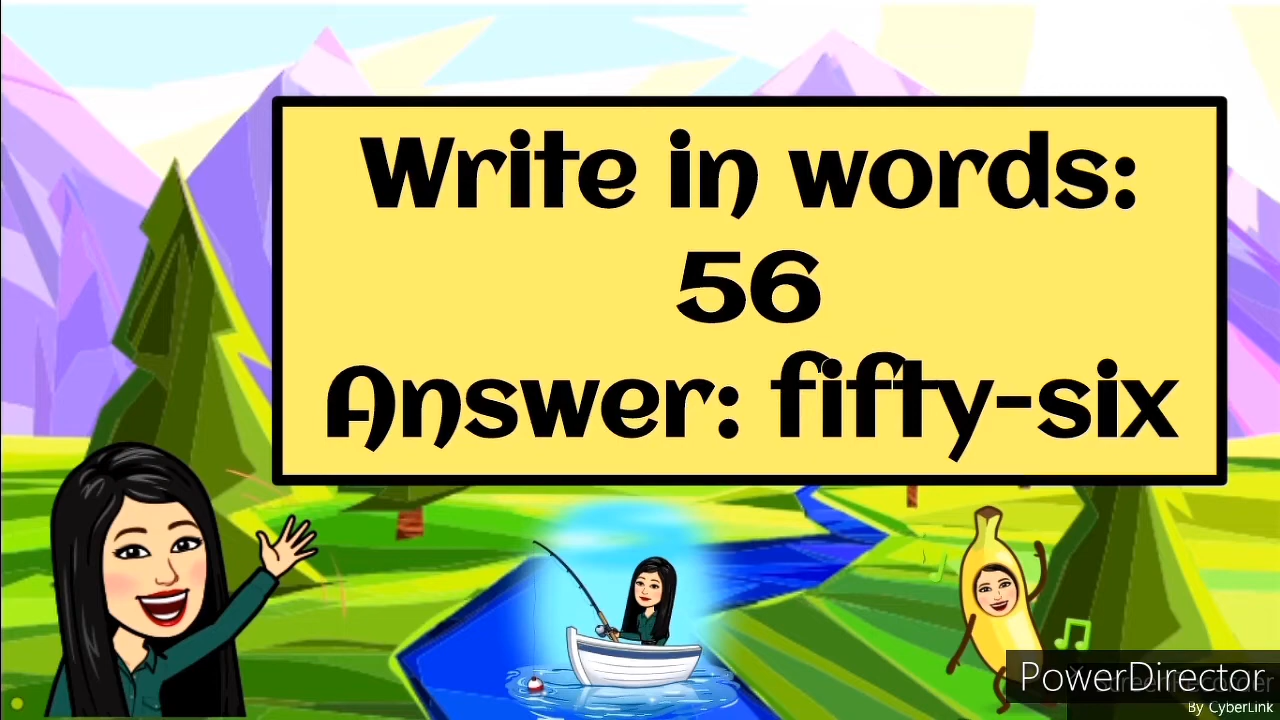 Write in words:
56
Answer: fifty-six
PowerDirector
By CyberLink